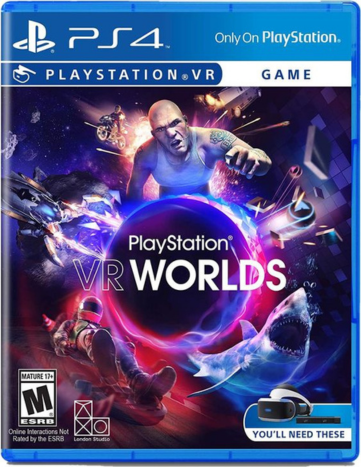 PS4
Only On PlayStation®
PLAYSTATION®VR GAME
PlayStation®
VR WORLDS
MATURE 17+
M
ESRB
Online Interactions Not
Rated by the ESRB
London Studio
YOU'LL NEED THESE